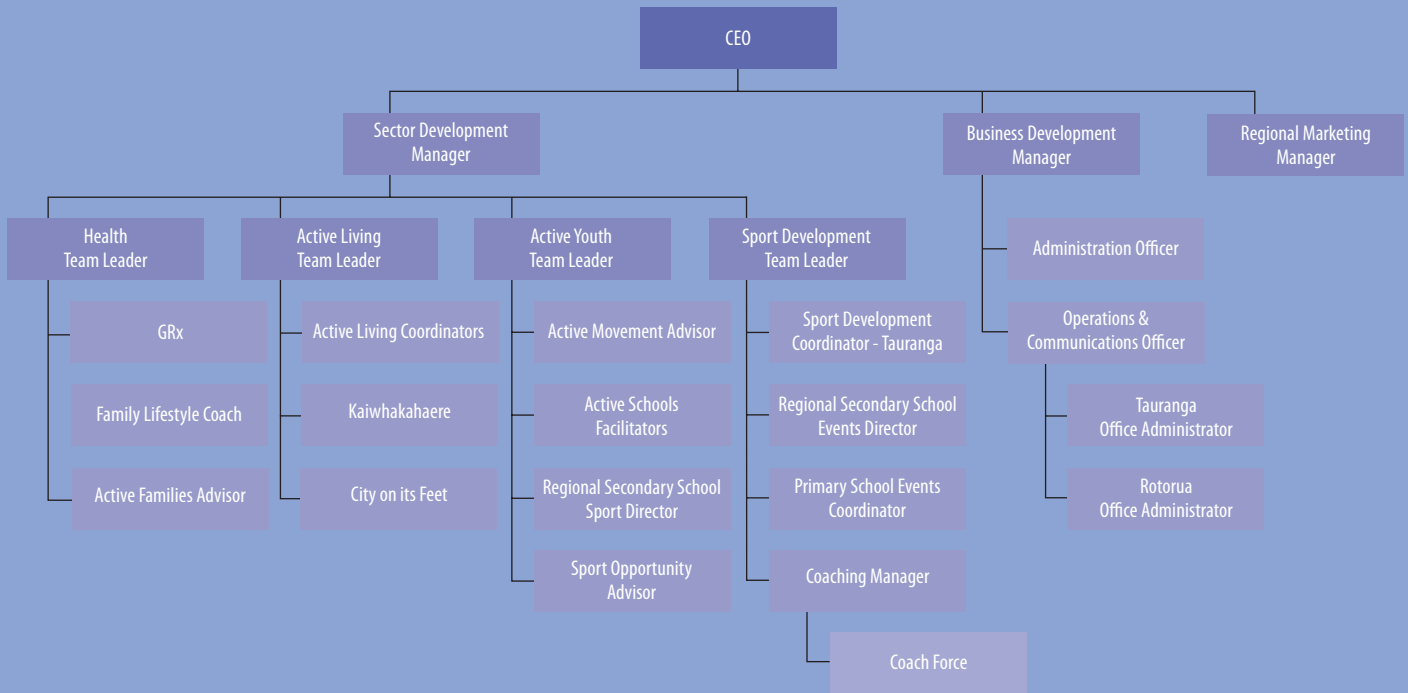 CEO
Sector Development
Manager
Business Development
Manager
Regional Marketing
Manager
Health
Team Leader
Active Living
Team Leader
Active Youth
Team Leader
Sport Development
Team Leader
GRx
Family Lifestyle Coach
Active Families Advisor
Active Living Coordinators
Kaiwhakahaere
City on its Feet
Active Movement Advisor
Active Schools
Facilitators
Regional Secondary School
Sport Director
Sport Opportunity
Advisor
Sport Development
Coordinator - Tauranga
Regional Secondary School
Events Director
Primary School Events
Coordinator
Coaching Manager
Coach Force
Administration Officer
Operations &
Communications Officer
Tauranga
Office Administrator
Rotorua
Office Administrator